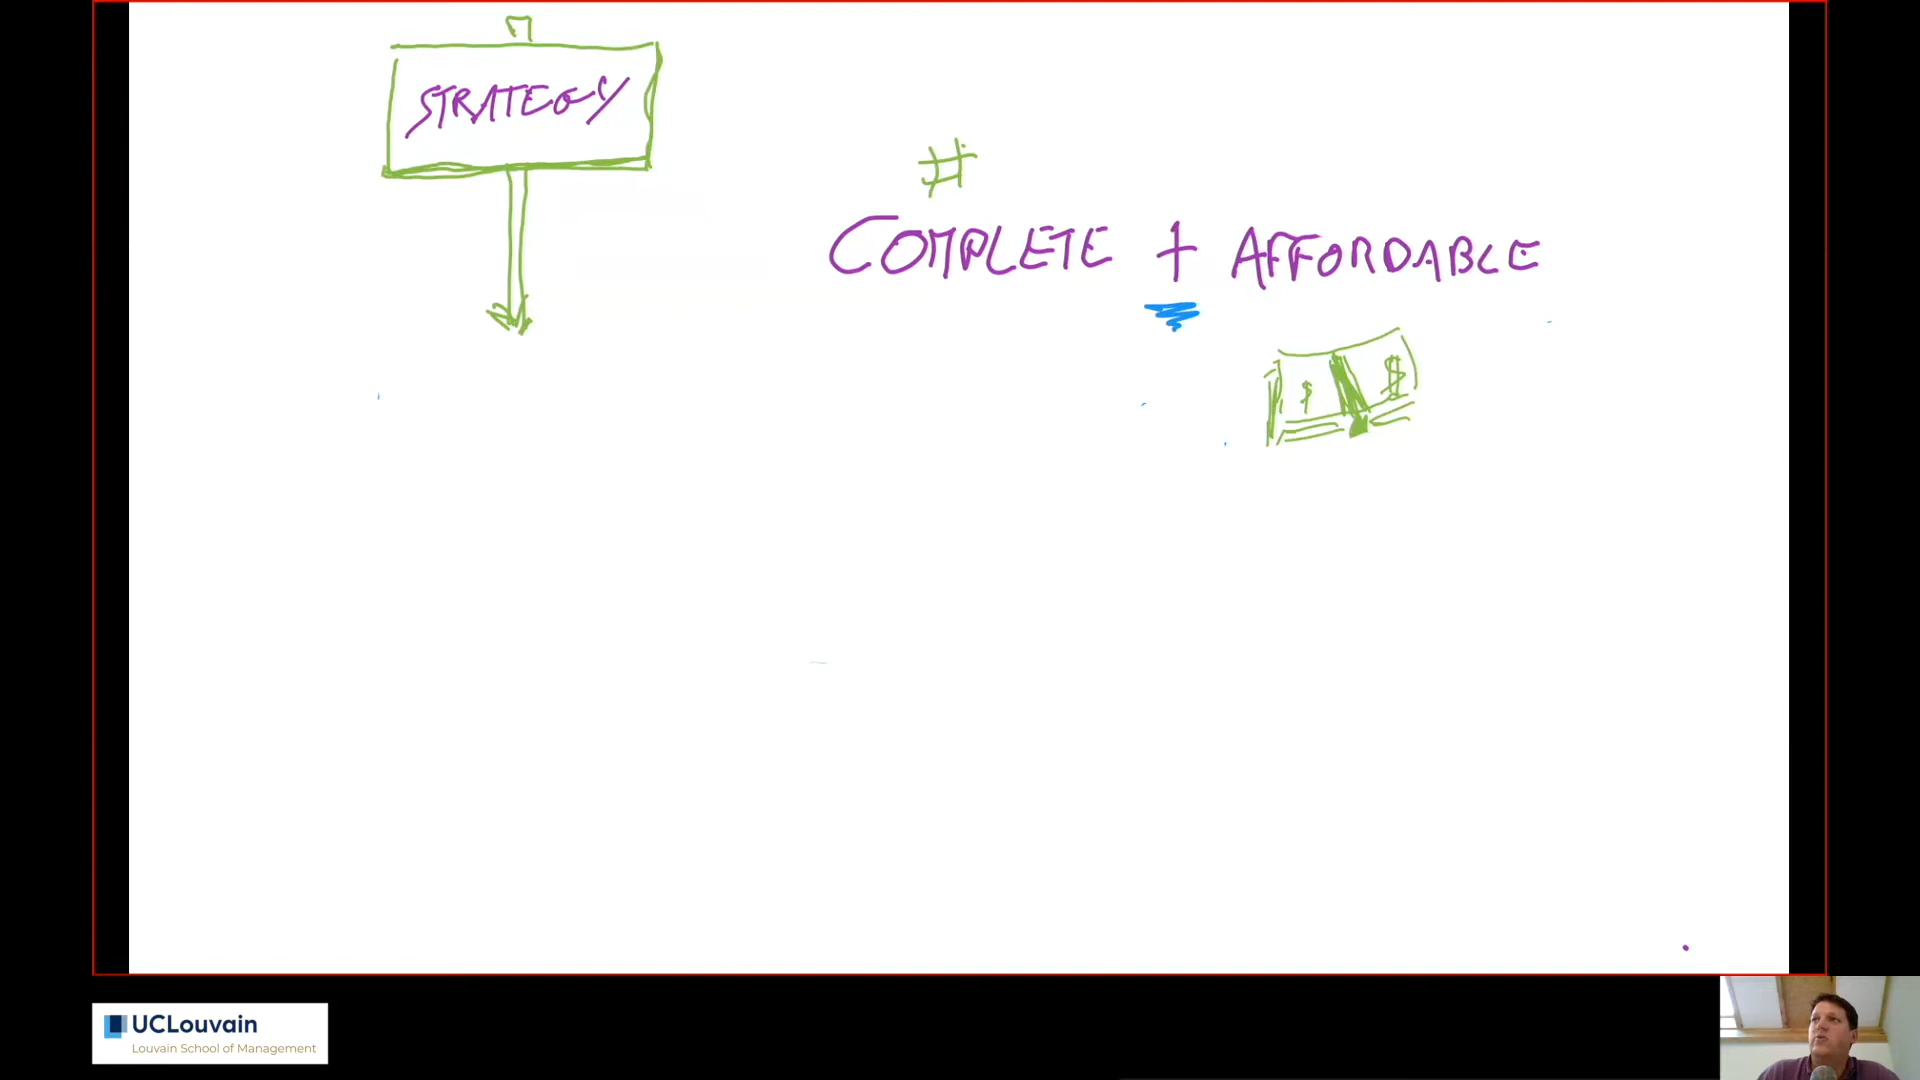 STRATEGY
#
COMPLETE + AFFORDABLE
$ $
UCLouvain
Louvain School of Management